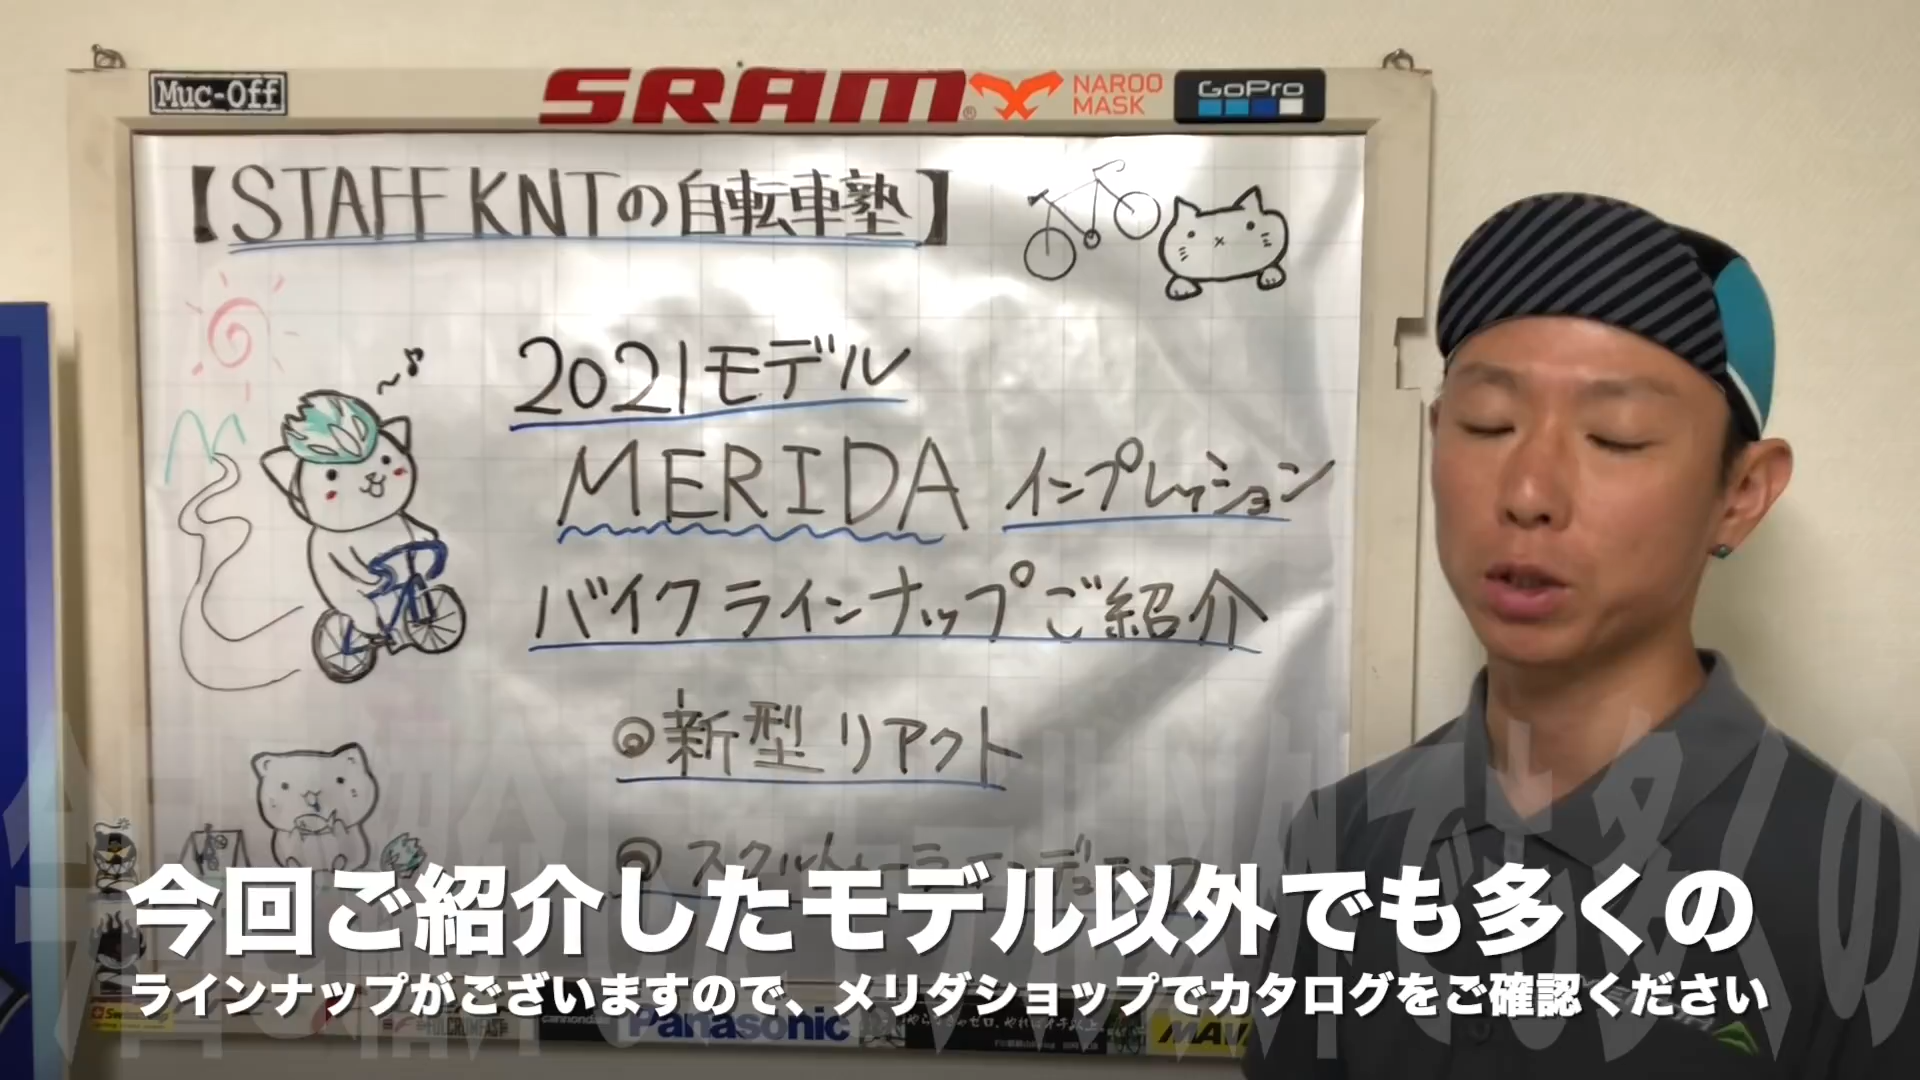 Muc-Off
SRAM
NAROO
MASK
GoPro
【STAFF KNTの自転車塾】
2021モデル
MERIDA インプレッション
バイクラインナップご紹介
◎新型リアクト
今回ご紹介したモデル以外でも多くの
ラインナップがございますので、メリダショップでカタログをご確認ください
Panasonic